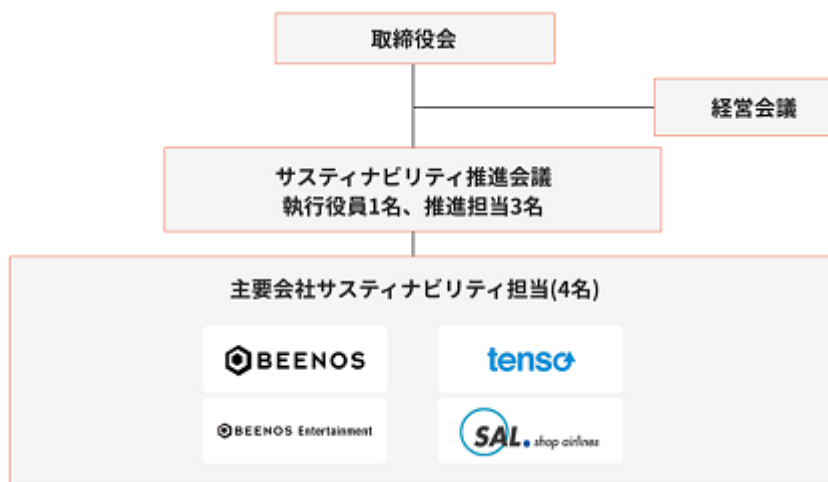 取締役会
経営会議
サスティナビリティ推進会議
執行役員1名、推進担当3名
主要会社サスティナビリティ担当(4名)
BEENOS
tenso
BEENOS Entertainment
SAL. shop airlines